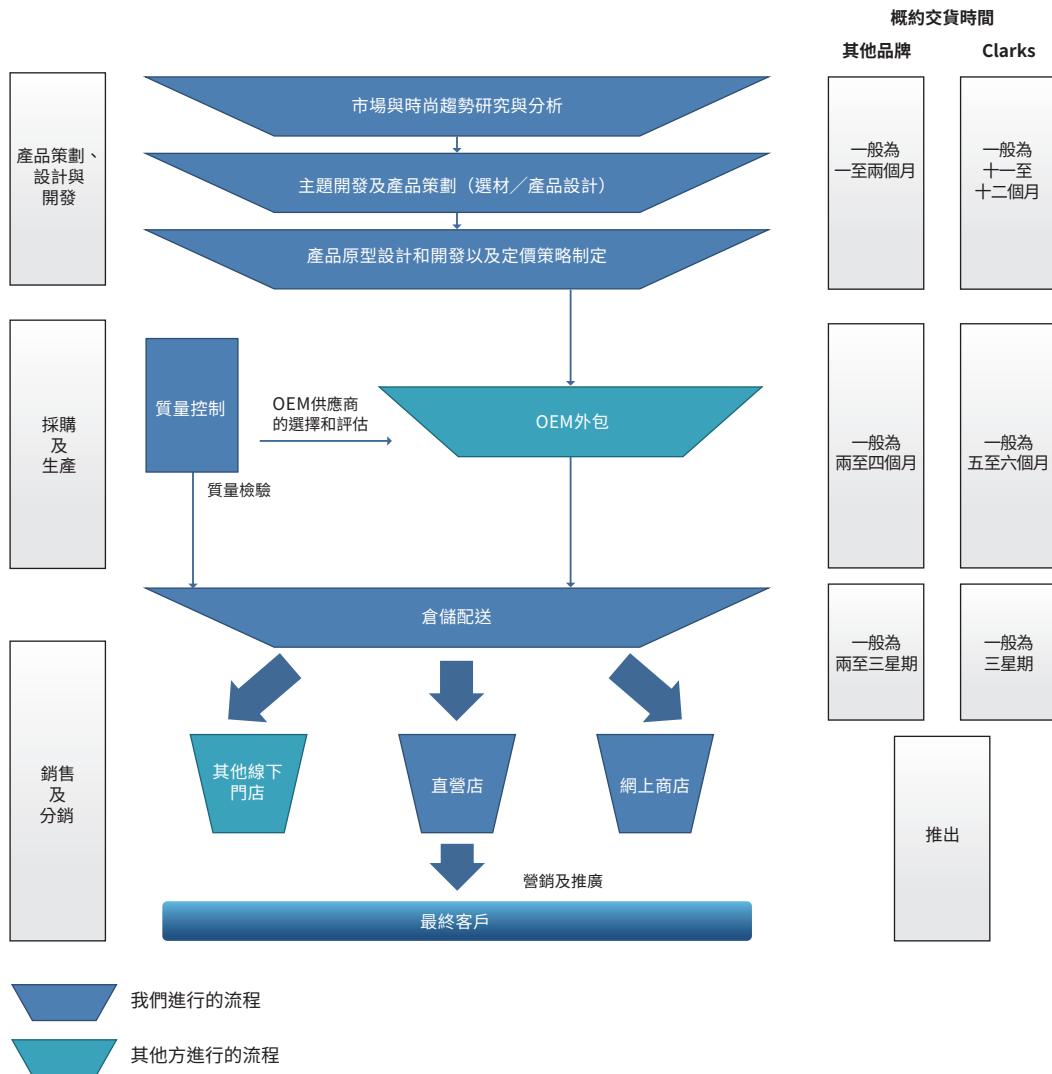 概約交貨時間
其他品牌
Clarks
產品策劃、
設計與
開發
市場與時尚趨勢研究與分析
主題開發及產品策劃（選材／產品設計）
產品原型設計和開發以及定價策略制定
一般為
一至兩個月
一般為
十一至
十二個月
採購
及
生產
質量控制
OEM供應商
的選擇和評估
OEM外包
質量檢驗
一般為
兩至四個月
一般為
五至六個月
倉儲配送
一般為
兩至三星期
一般為
三星期
銷售
及
分銷
其他線下
門店
直營店
網上商店
營銷及推廣
最終客戶
推出
我們進行的流程
其他方進行的流程